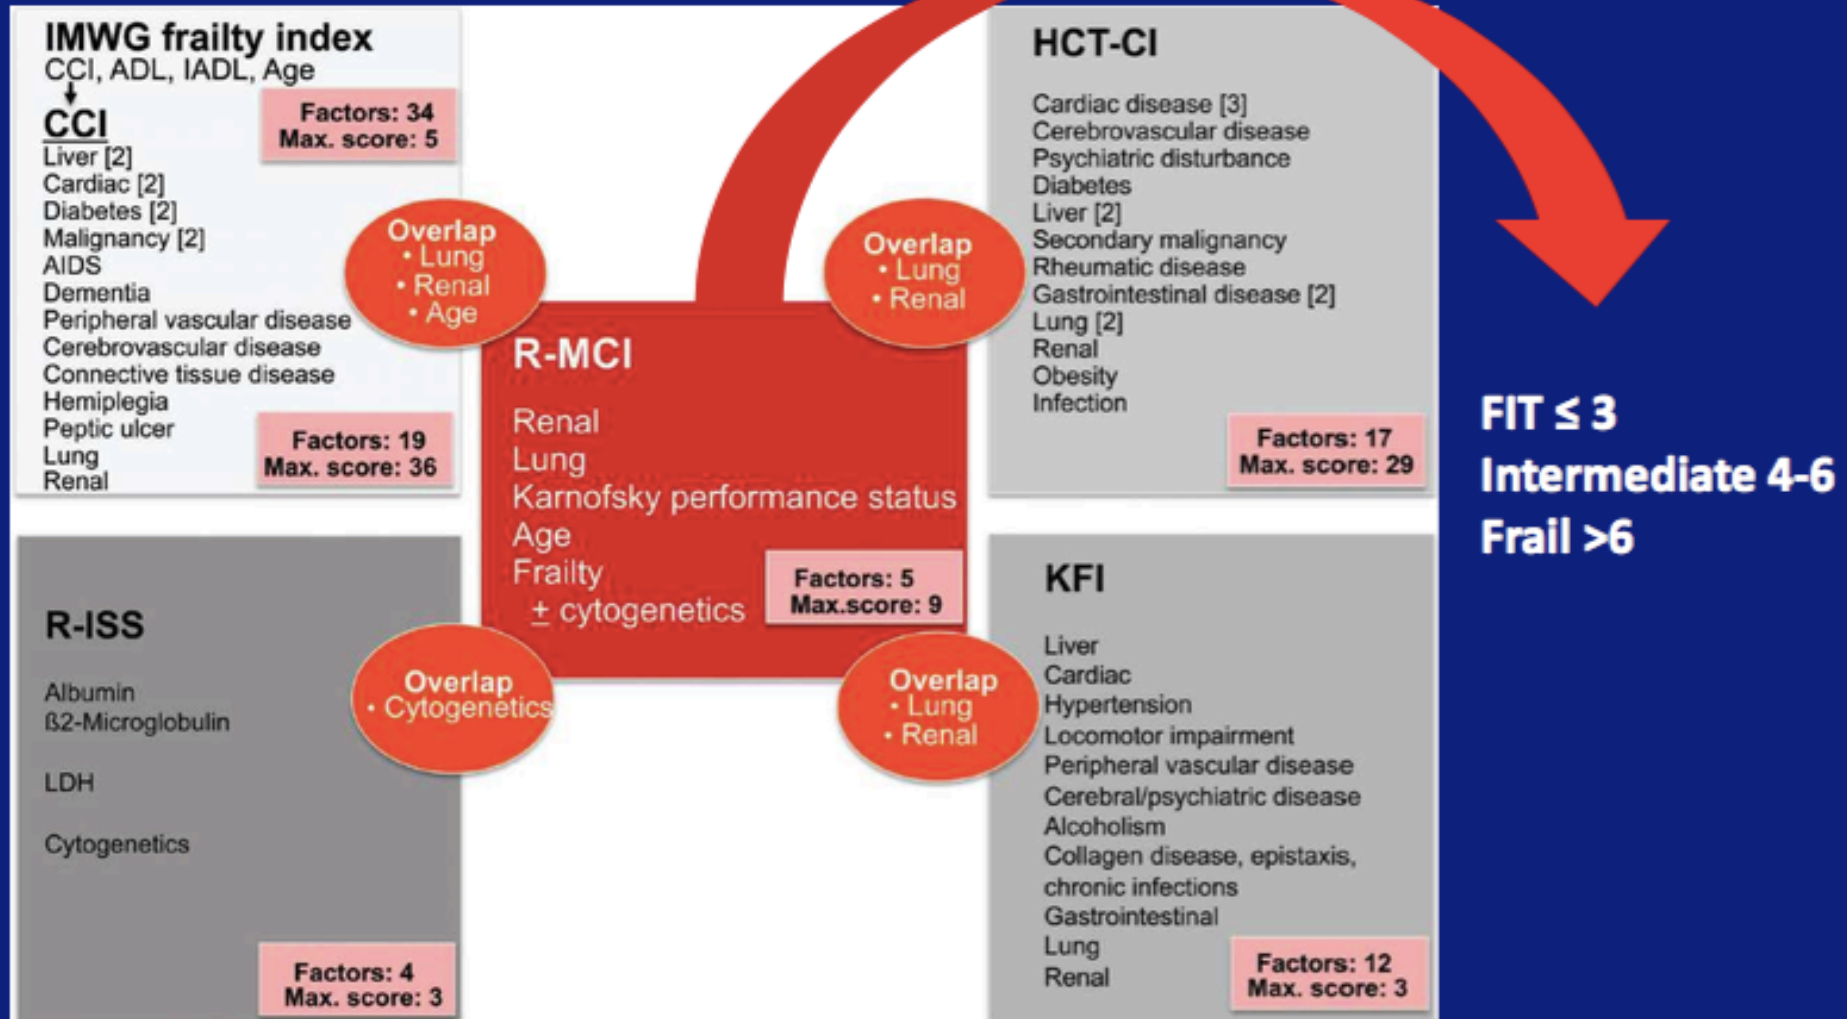 IMWG frailty index
CCI, ADL, IADL, Age
Factors: 34
Max. score: 5
CCI
Liver [2]
Cardiac [2]
Diabetes [2]
Malignancy [2]
AIDS
Dementia
Peripheral vascular disease
Cerebrovascular disease
Connective tissue disease
Hemiplegia
Peptic ulcer
Lung
Renal
Factors: 19
Max. score: 36
Overlap
• Lung
• Renal
• Age
HCT-CI
Cardiac disease [3]
Cerebrovascular disease
Psychiatric disturbance
Diabetes
Liver [2]
Secondary malignancy
Rheumatic disease
Gastrointestinal disease [2]
Lung [2]
Renal
Obesity
Infection
Factors: 17
Max. score: 29
Overlap
• Lung
• Renal
R-MCI
Renal
Lung
Karnofsky performance status
Age
Frailty
± cytogenetics
Factors: 5
Max.score: 9
FIT ≤ 3
Intermediate 4-6
Frail >6
R-ISS
Albumin
ß2-Microglobulin
LDH
Cytogenetics
Factors: 4
Max. score: 3
Overlap
• Cytogenetics
Overlap
• Lung
• Renal
KFI
Liver
Cardiac
Hypertension
Locomotor impairment
Peripheral vascular disease
Cerebral/psychiatric disease
Alcoholism
Collagen disease, epistaxis,
chronic infections
Gastrointestinal
Lung
Renal
Factors: 12
Max. score: 3